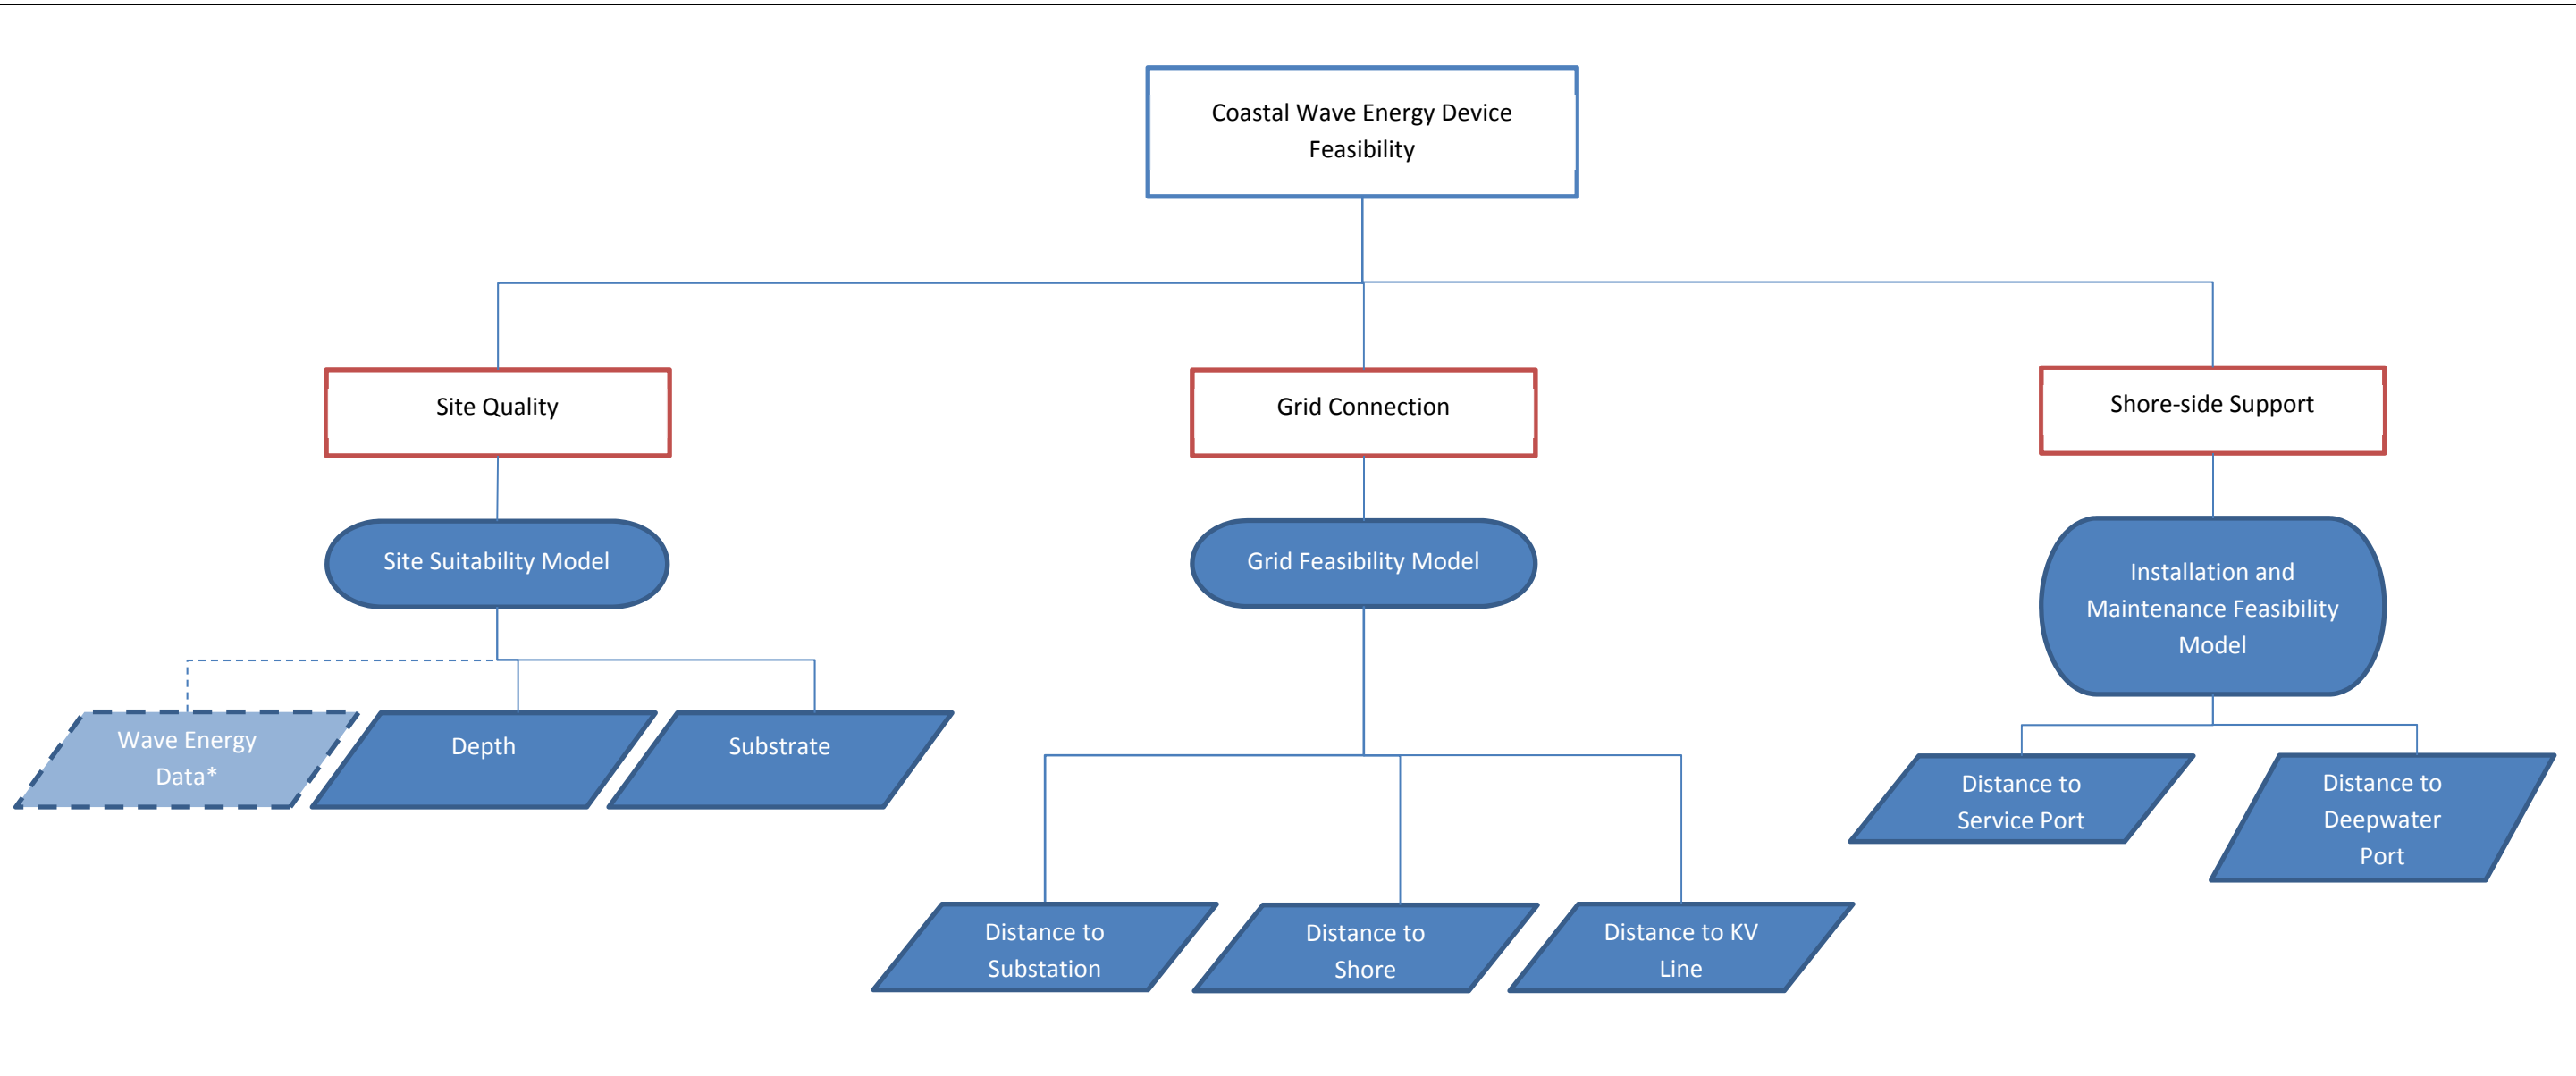 Coastal Wave Energy Device
Feasibility
Site Quality
Grid Connection
Shore-side Support
Site Suitability Model
Grid Feasibility Model
Installation and
Maintenance Feasibility
Model
Wave Energy
Data*
Depth
Substrate
Distance to
Service Port
Distance to
Deepwater
Port
Distance to
Substation
Distance to
Shore
Distance to KV
Line